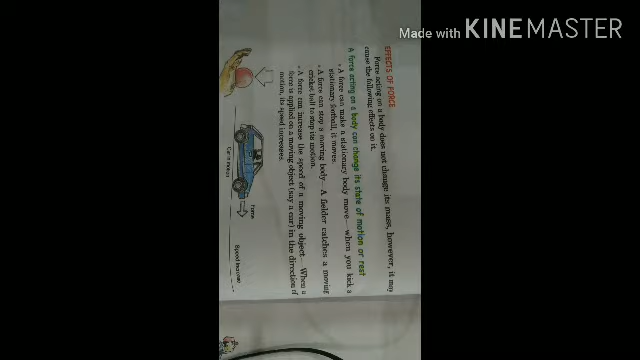 Made with KINEMASTER
EFFECTS OF FORCE
Force acting on a body does not change its mass, however, it may
cause the following effects on it.
A force acting on a body can change its state of motion or rest
• A force can make a stationary body move— when you kick a
stationary football, it moves.
• A force can stop a moving body— A fielder catches a moving
cricket ball to stop its motion.
• A force can increase the speed of a moving object— When a
force is applied on a moving object (say a car) in the direction of
motion, its speed increases.
Force
Car in motion
Speed increases